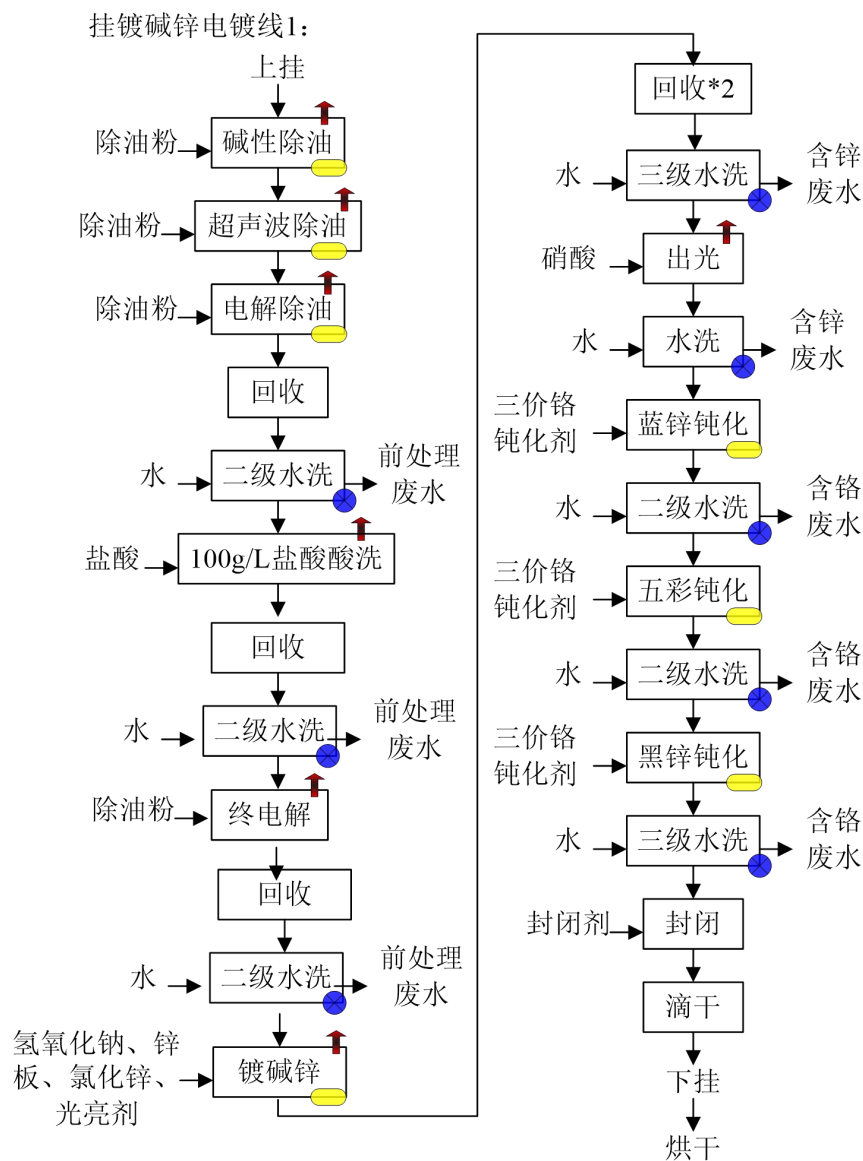 挂镀碱锌电镀线1：
上挂
除油粉
碱性除油
除油粉
超声波除油
除油粉
电解除油
回收
水
二级水洗
前处理
废水
盐酸
100g/L盐酸酸洗
回收
水
二级水洗
前处理
废水
除油粉
终电解
回收
水
二级水洗
前处理
废水
氢氧化钠、锌
板、氯化锌、
光亮剂
镀碱锌
回收*2
水
三级水洗
含锌
废水
硝酸
出光
水
水洗
含锌
废水
三价铬
钝化剂
蓝锌钝化
水
二级水洗
含铬
废水
三价铬
钝化剂
五彩钝化
水
二级水洗
含铬
废水
三价铬
钝化剂
黑锌钝化
水
三级水洗
含铬
废水
封闭剂
封闭
滴干
下挂
烘干